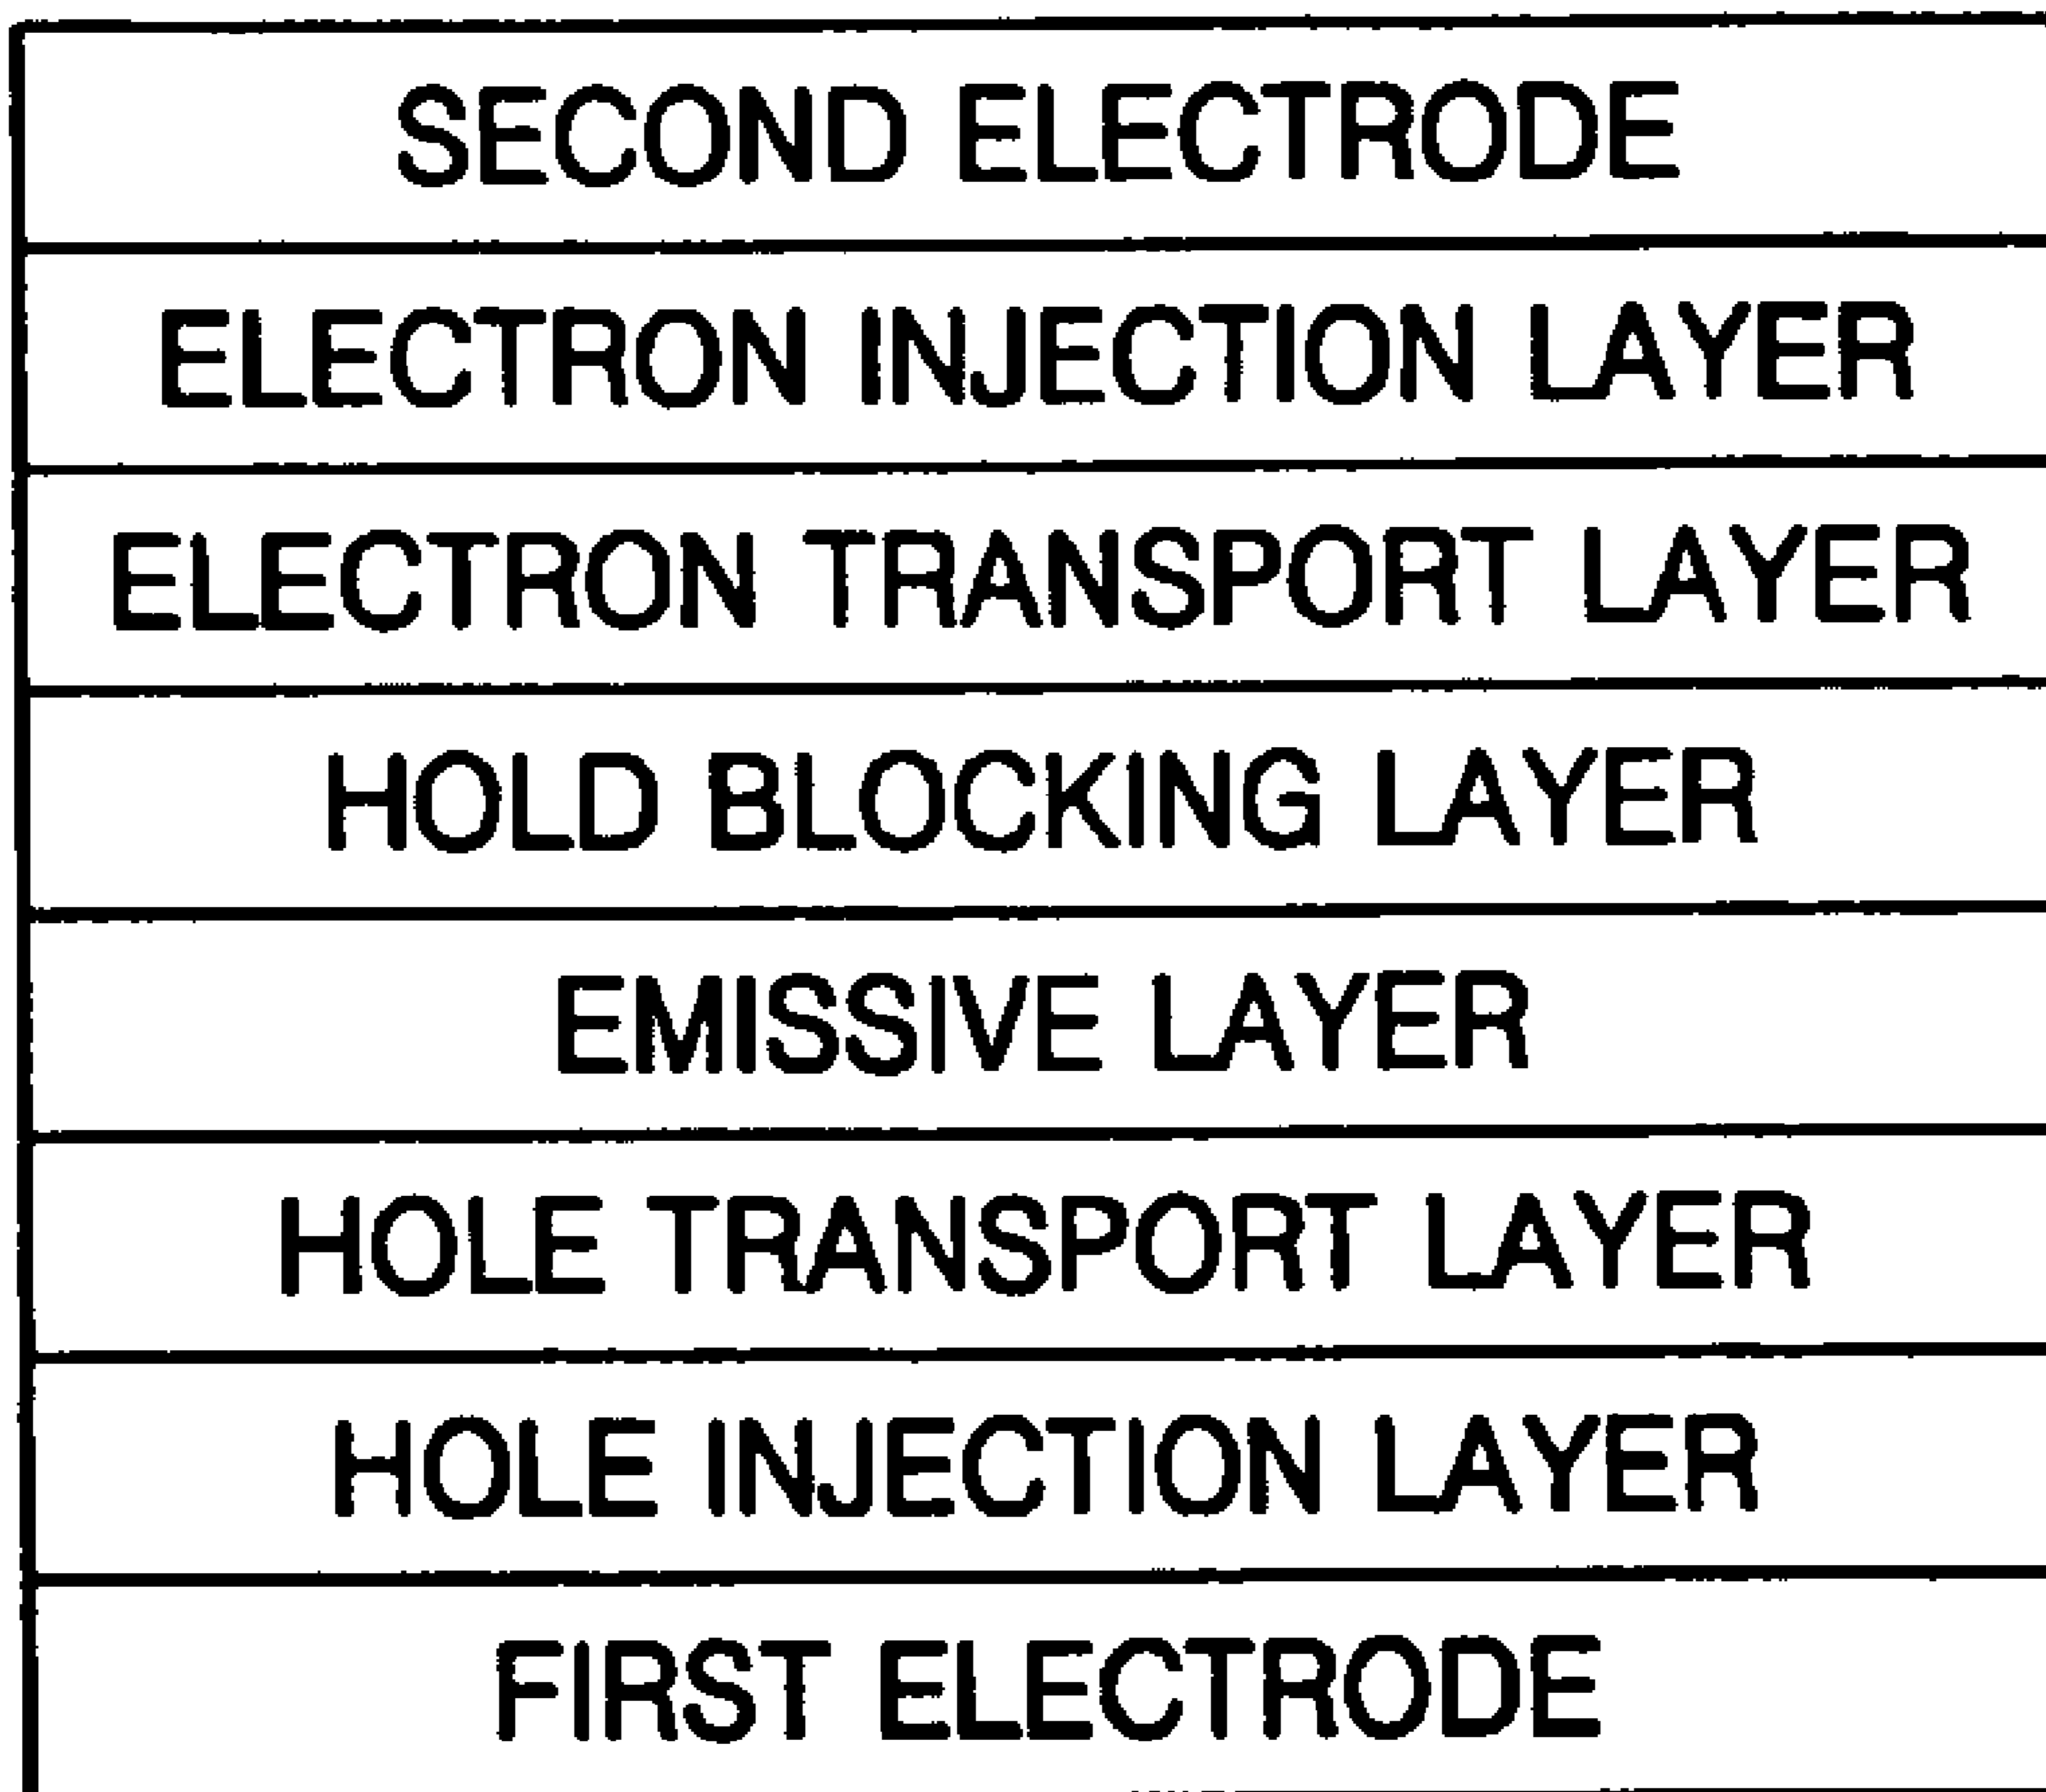 SECOND ELECTRODE
ELECTRON INJECTION LAYER
ELECTRON TRANSPORT LAYER
HOLD BLOCKING LAYER
EMISSIVE LAYER
HOLE TRANSPORT LAYER
HOLE INJECTION LAYER
FIRST ELECTRODE